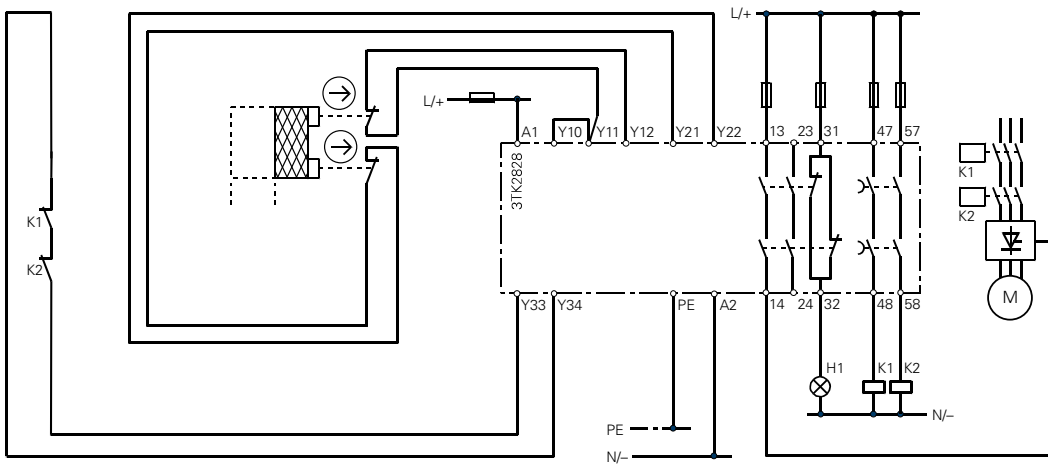 L/+
L/+
A1 Y10 Y11 Y12 Y21 Y22 13 23 31 47 57
3TK2828
K1
K2
K1
K2
M
Y33 Y34 PE A2 14 24 32 48 58
H1 K1 K2
N/–
PE
N/–